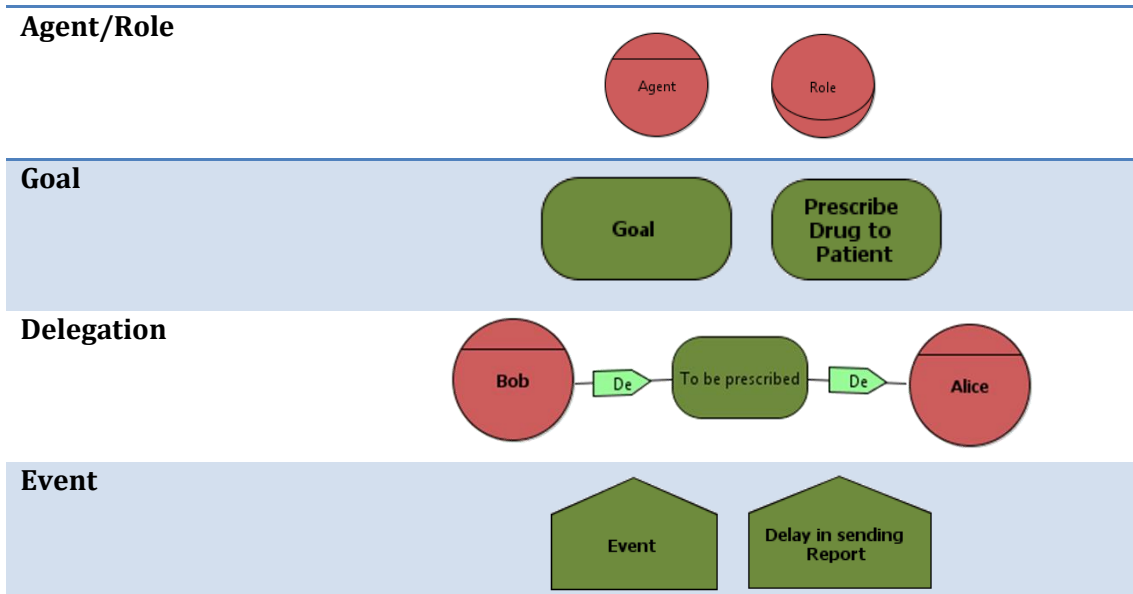 Agent/Role
Agent
Role
Goal
Goal
Prescribe
Drug to
Patient
Delegation
Bob
De
To be prescribed
De
Alice
Event
Event
Delay in sending
Report